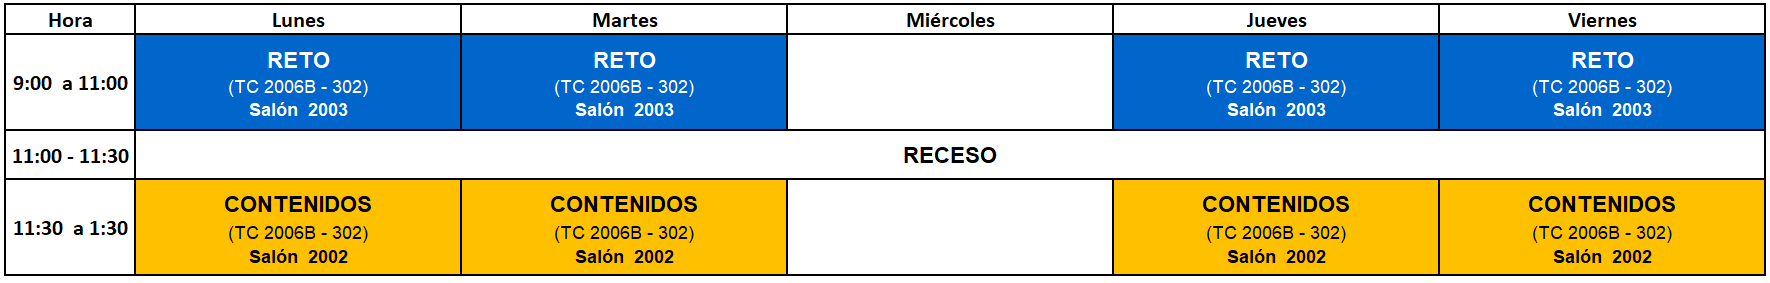 Hora Lunes Martes Miércoles Jueves Viernes
9:00 a 11:00
RETO RETO RETO RETO
(TC 2006B - 302) (TC 2006B - 302) (TC 2006B - 302) (TC 2006B - 302)
Salón 2003 Salón 2003 Salón 2003 Salón 2003
11:00 - 11:30 RECESO
11:30 a 1:30
CONTENIDOS CONTENIDOS CONTENIDOS CONTENIDOS
(TC 2006B - 302) (TC 2006B - 302) (TC 2006B - 302) (TC 2006B - 302)
Salón 2002 Salón 2002 Salón 2002 Salón 2002